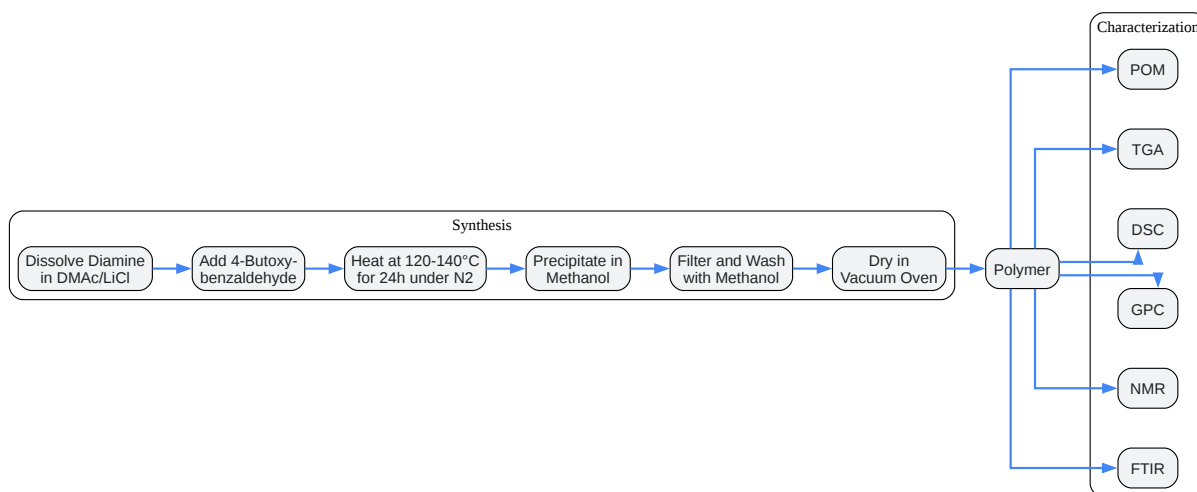 Characterization
POM
TGA
DSC
GPC
NMR
FTIR
Synthesis
Dissolve Diamine
in DMAc/LiCl
Add 4-Butoxy-
benzaldehyde
Heat at 120-140°C
for 24h under N2
Precipitate in
Methanol
Filter and Wash
with Methanol
Dry in
Vacuum Oven
Polymer